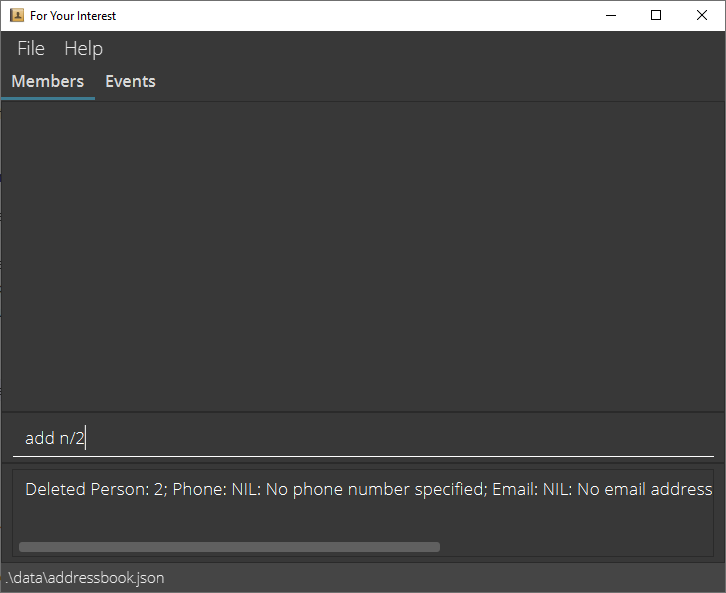 For Your Interest
File Help
Members Events
add n/2
Deleted Person: 2; Phone: NIL: No phone number specified; Email: NIL: No email address
.\data\addressbook.json